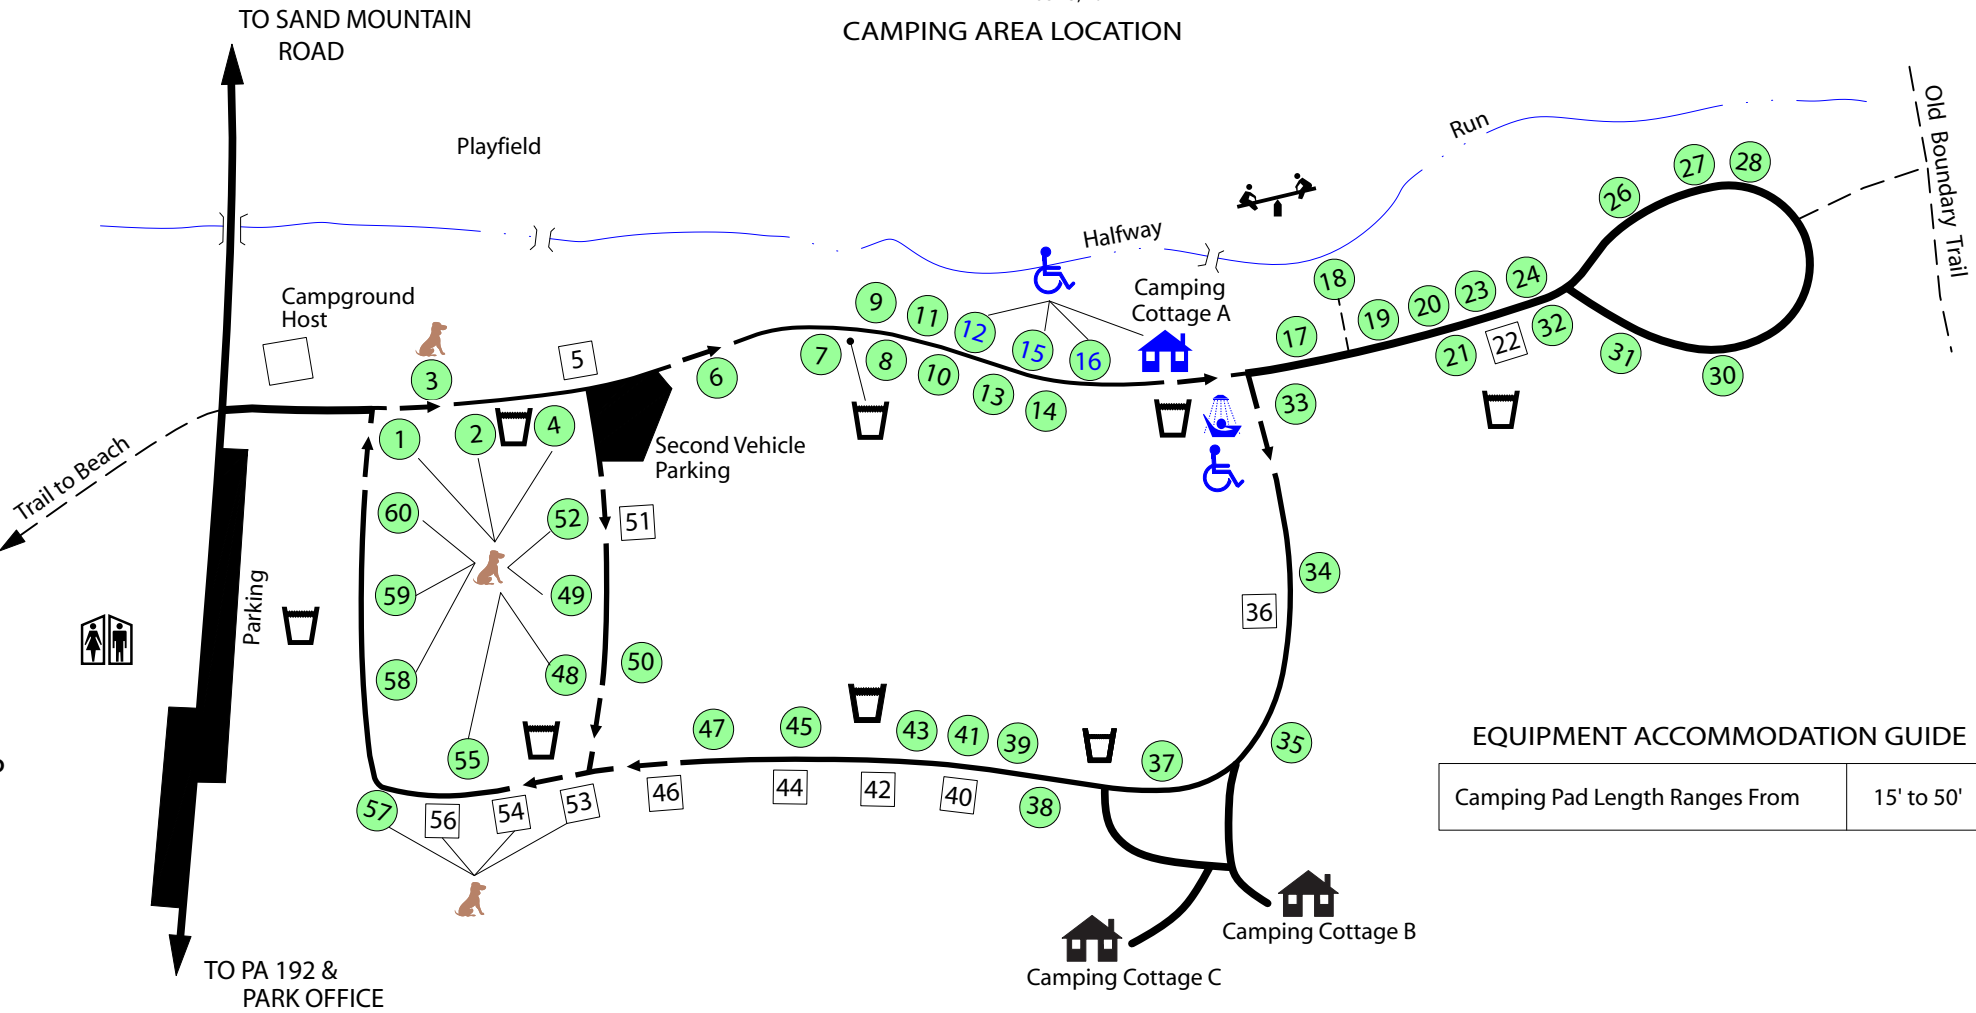 TO SAND MOUNTAIN
ROAD
CAMPING AREA LOCATION
Playfield
Run
Old Boundary Trail
Halfway
Campground
Host
Camping
Cottage A
Second Vehicle
Parking
Trail to Beach
Parking
1
2
3
4
5
6
7
8
9
10
11
12
13
14
15
16
17
18
19
20
21
22
23
24
26
27
28
30
31
32
33
34
35
36
37
38
39
40
41
42
43
44
45
46
47
48
49
50
51
52
53
54
55
56
57
58
59
60
EQUIPMENT ACCOMMODATION GUIDE
Camping Pad Length Ranges From 15' to 50'
Camping Cottage B
Camping Cottage C
TO PA 192 &
PARK OFFICE